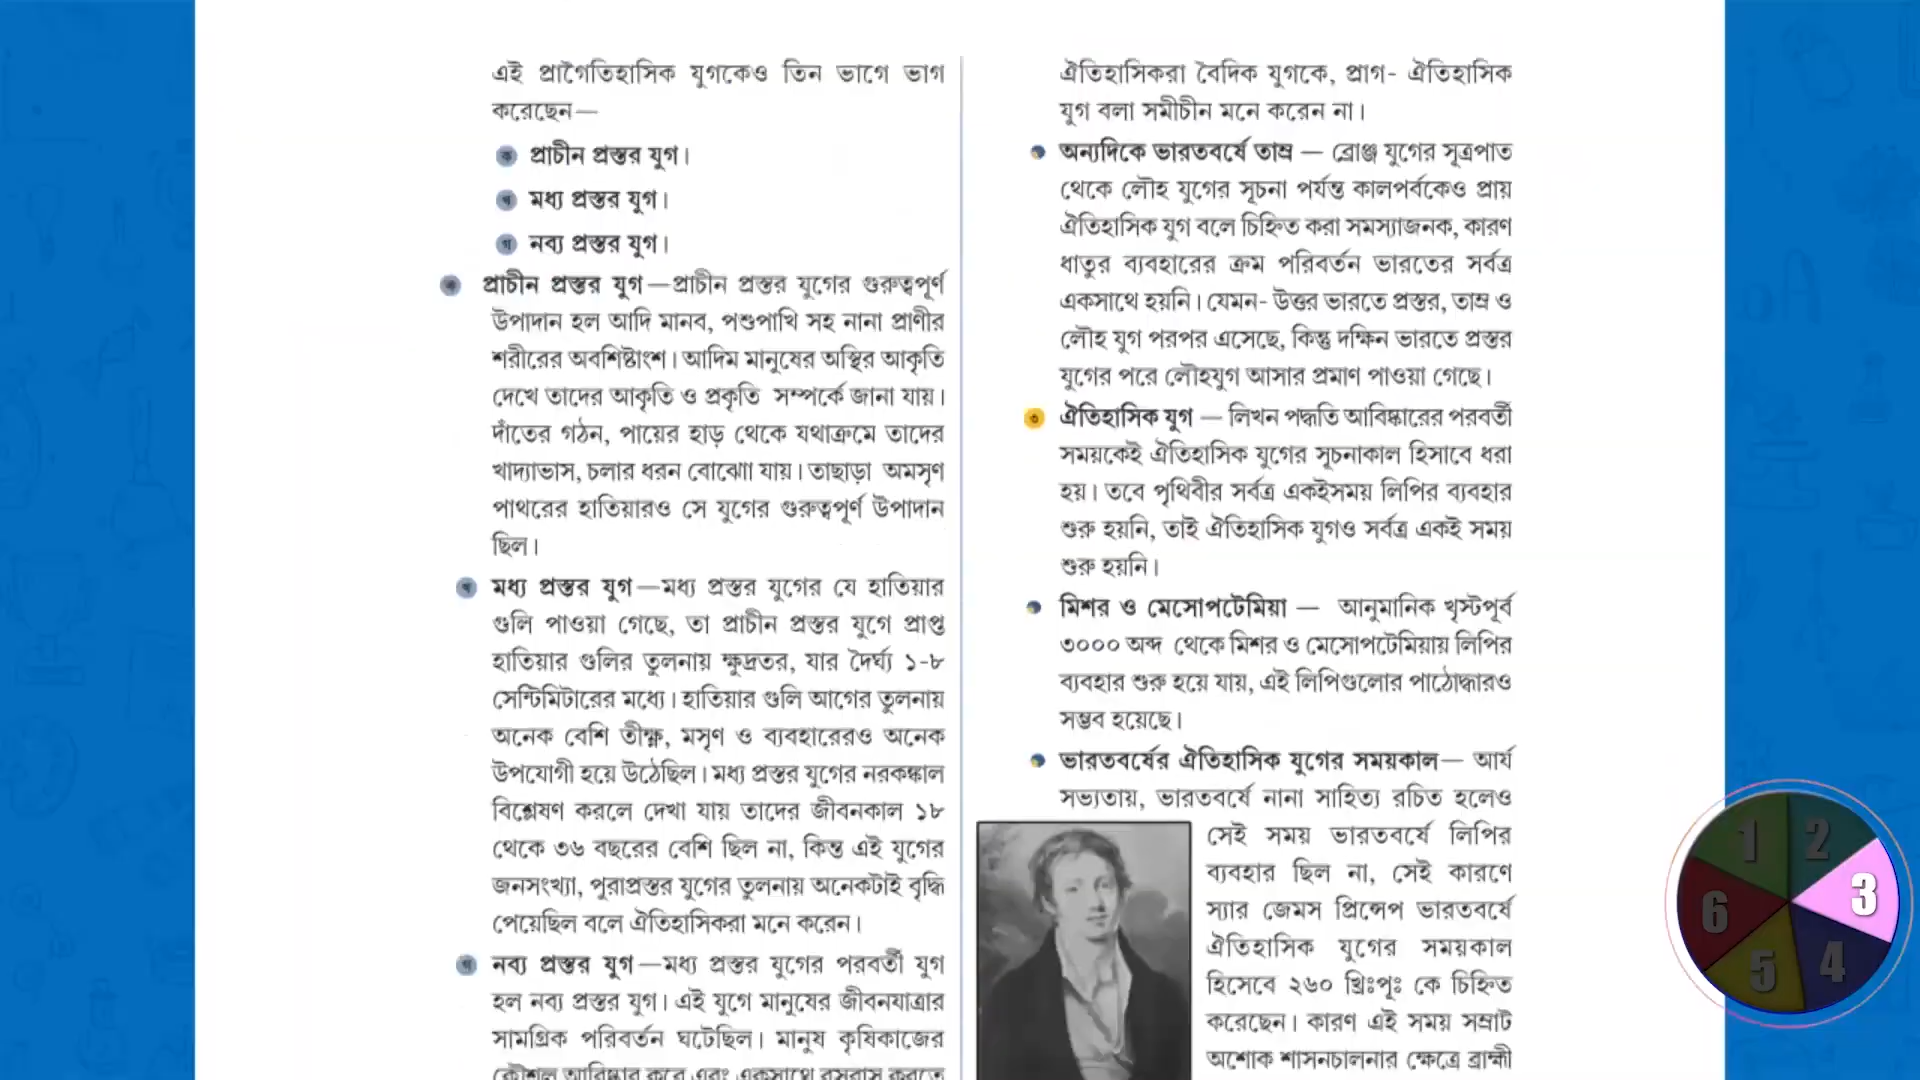 এই প্রাগৈতিহাসিক যুগকেও তিন ভাগে ভাগ
করেছেন—
ক প্রাচীন প্রস্তর যুগ।
খ মধ্য প্রস্তর যুগ।
গ নব্য প্রস্তর যুগ।
প্রাচীন প্রস্তর যুগ—প্রাচীন প্রস্তর যুগের গুরুত্বপূর্ণ
উপাদান হল আদি মানব, পশুপাখি সহ নানা প্রাণীর
শরীরের অবশিষ্টাংশ। আদিম মানুষের অস্থির আকৃতি
দেখে তাদের আকৃতি ও প্রকৃতি সম্পর্কে জানা যায়।
দাঁতের গঠন, পায়ের হাড় থেকে যথাক্রমে তাদের
খাদ্যাভাস, চলার ধরন বোঝাো যায়। তাছাড়া অমসৃণ
পাথরের হাতিয়ারও সে যুগের গুরুত্বপূর্ণ উপাদান
ছিল।
মধ্য প্রস্তর যুগ—মধ্য প্রস্তর যুগের যে হাতিয়ার
গুলি পাওয়া গেছে, তা প্রাচীন প্রস্তর যুগে প্রাপ্ত
হাতিয়ার গুলির তুলনায় ক্ষুদ্রতর, যার দৈর্ঘ্য ১-৮
সেন্টিমিটারের মধ্যে। হাতিয়ার গুলি আগের তুলনায়
অনেক বেশি তীক্ষ্ণ, মসৃণ ও ব্যবহারেরও অনেক
উপযোগী হয়ে উঠেছিল। মধ্য প্রস্তর যুগের নরকঙ্কাল
বিশ্লেষণ করলে দেখা যায় তাদের জীবনকাল ১৮
থেকে ৩৬ বছরের বেশি ছিল না, কিন্ত এই যুগের
জনসংখ্যা, পুরাপ্রস্তর যুগের তুলনায় অনেকটাই বৃদ্ধি
পেয়েছিল বলে ঐতিহাসিকরা মনে করেন।
গ নব্য প্রস্তর যুগ—মধ্য প্রস্তর যুগের পরবর্তী যুগ
হল নব্য প্রস্তর যুগ। এই যুগে মানুষের জীবনযাত্রার
সামগ্রিক পরিবর্তন ঘটেছিল। মানুষ কৃষিকাজের
কৌশল আবিষ্কার করে এবং একসাথে বসবাস করতে
ঐতিহাসিকরা বৈদিক যুগকে, প্রাগ- ঐতিহাসিক
যুগ বলা সমীচীন মনে করেন না।
অন্যদিকে ভারতবর্ষে তাম্র — ব্রোঞ্জ যুগের সূত্রপাত
থেকে লৌহ যুগের সূচনা পর্যন্ত কালপর্বকেও প্রায়
ঐতিহাসিক যুগ বলে চিহ্নিত করা সমস্যাজনক, কারণ
ধাতুর ব্যবহারের ক্রম পরিবর্তন ভারতের সর্বত্র
একসাথে হয়নি। যেমন- উত্তর ভারতে প্রস্তর, তাম্র ও
লৌহ যুগ পরপর এসেছে, কিন্তু দক্ষিন ভারতে প্রস্তর
যুগের পরে লৌহযুগ আসার প্রমাণ পাওয়া গেছে।
৩ ঐতিহাসিক যুগ — লিখন পদ্ধতি আবিষ্কারের পরবর্তী
সময়কেই ঐতিহাসিক যুগের সূচনাকাল হিসাবে ধরা
হয়। তবে পৃথিবীর সর্বত্র একইসময় লিপির ব্যবহার
শুরু হয়নি, তাই ঐতিহাসিক যুগও সর্বত্র একই সময়
শুরু হয়নি।
মিশর ও মেসোপটেমিয়া — আনুমানিক খৃস্টপূর্ব
৩০০০ অব্দ থেকে মিশর ও মেসোপটেমিয়ায় লিপির
ব্যবহার শুরু হয়ে যায়, এই লিপিগুলোর পাঠোদ্ধারও
সম্ভব হয়েছে।
ভারতবর্ষের ঐতিহাসিক যুগের সময়কাল— আর্য
সভ্যতায়, ভারতবর্ষে নানা সাহিত্য রচিত হলেও
সেই সময় ভারতবর্ষে লিপির
ব্যবহার ছিল না, সেই কারণে
স্যার জেমস প্রিন্সেপ ভারতবর্ষে
ঐতিহাসিক যুগের সময়কাল
হিসেবে ২৬০ খ্রিঃপূঃ কে চিহ্নিত
করেছেন। কারণ এই সময় সম্রাট
অশোক শাসনচালনার ক্ষেত্রে ব্রাহ্মী
1 2
6 3
5 4